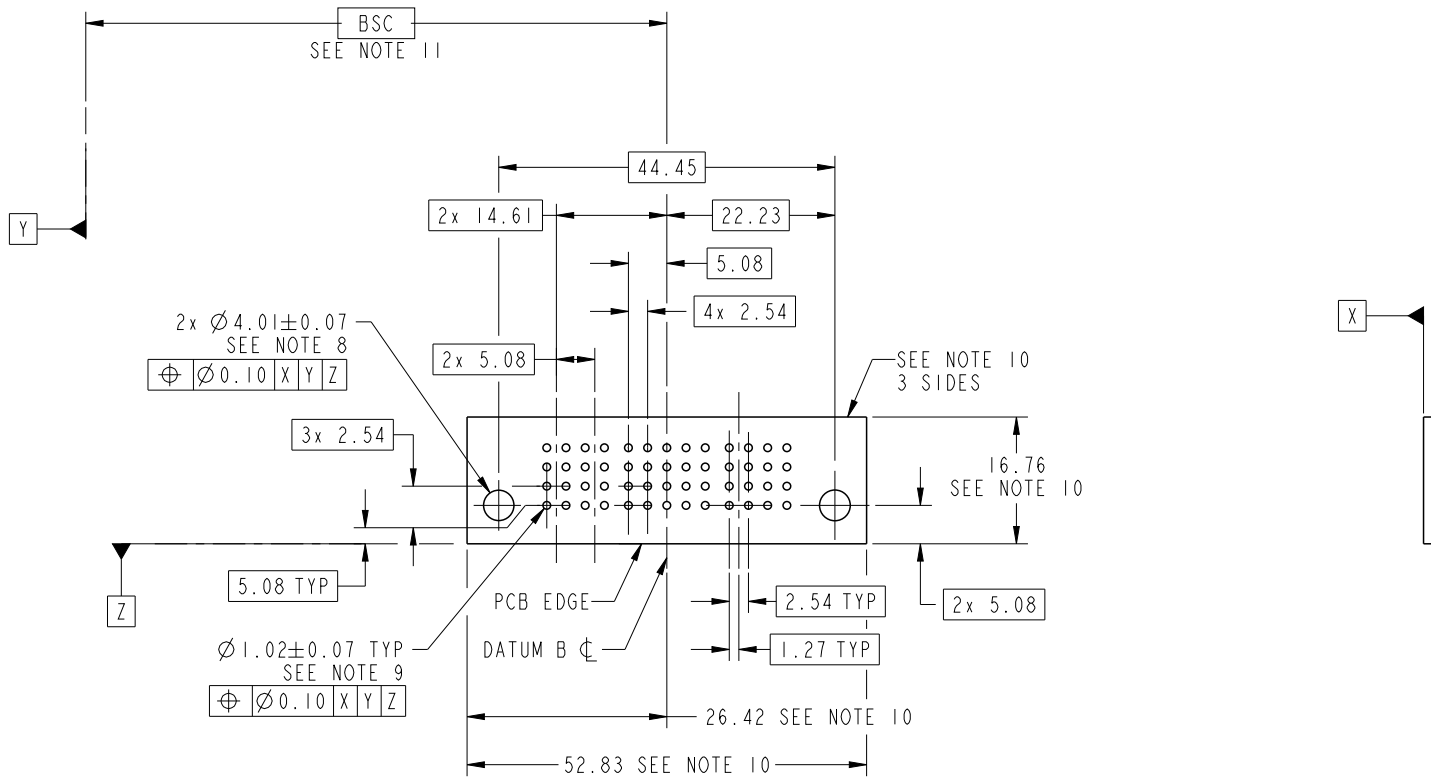 BSC
SEE NOTE 11
44.45
Y
2x 14.61
22.23
5.08
4x 2.54
X
2x Ø4.01±0.07
SEE NOTE 8
⌖ Ø0.10 X Y Z
2x 5.08
SEE NOTE 10
3 SIDES
3x 2.54
16.76
SEE NOTE 10
5.08 TYP
Z
PCB EDGE
2.54 TYP
2x 5.08
Ø1.02±0.07 TYP
SEE NOTE 9
⌖ Ø0.10 X Y Z
DATUM B ℄
1.27 TYP
26.42 SEE NOTE 10
52.83 SEE NOTE 10